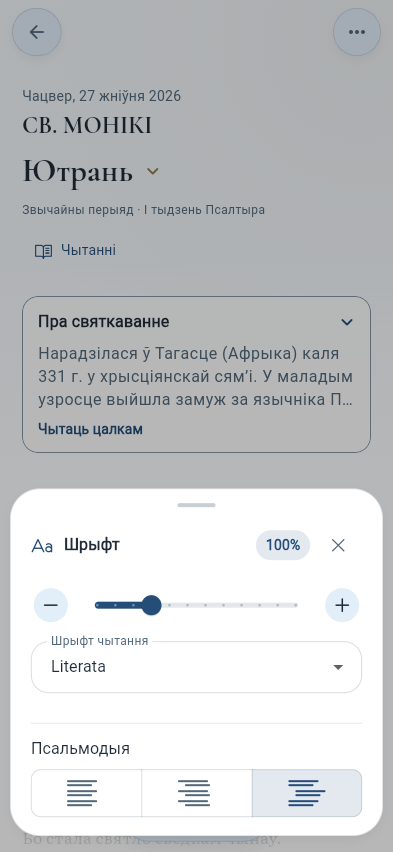 Чацвер, 27 жніўня 2026
СВ. МОНІКІ
Ютрань
Звычайны перыяд · I тыдзень Псалтыра
Чытанні
Пра святкаванне
Нарадзілася ў Тагасце (Афрыка) каля
331 г. у хрысціянскай сям’і. У маладым
узросце выйшла замуж за язычніка П…
Чытаць цалкам
Aa Шрыфт 100%
Шрыфт чытання
Literata
Псальмодыя
Бо стала святло